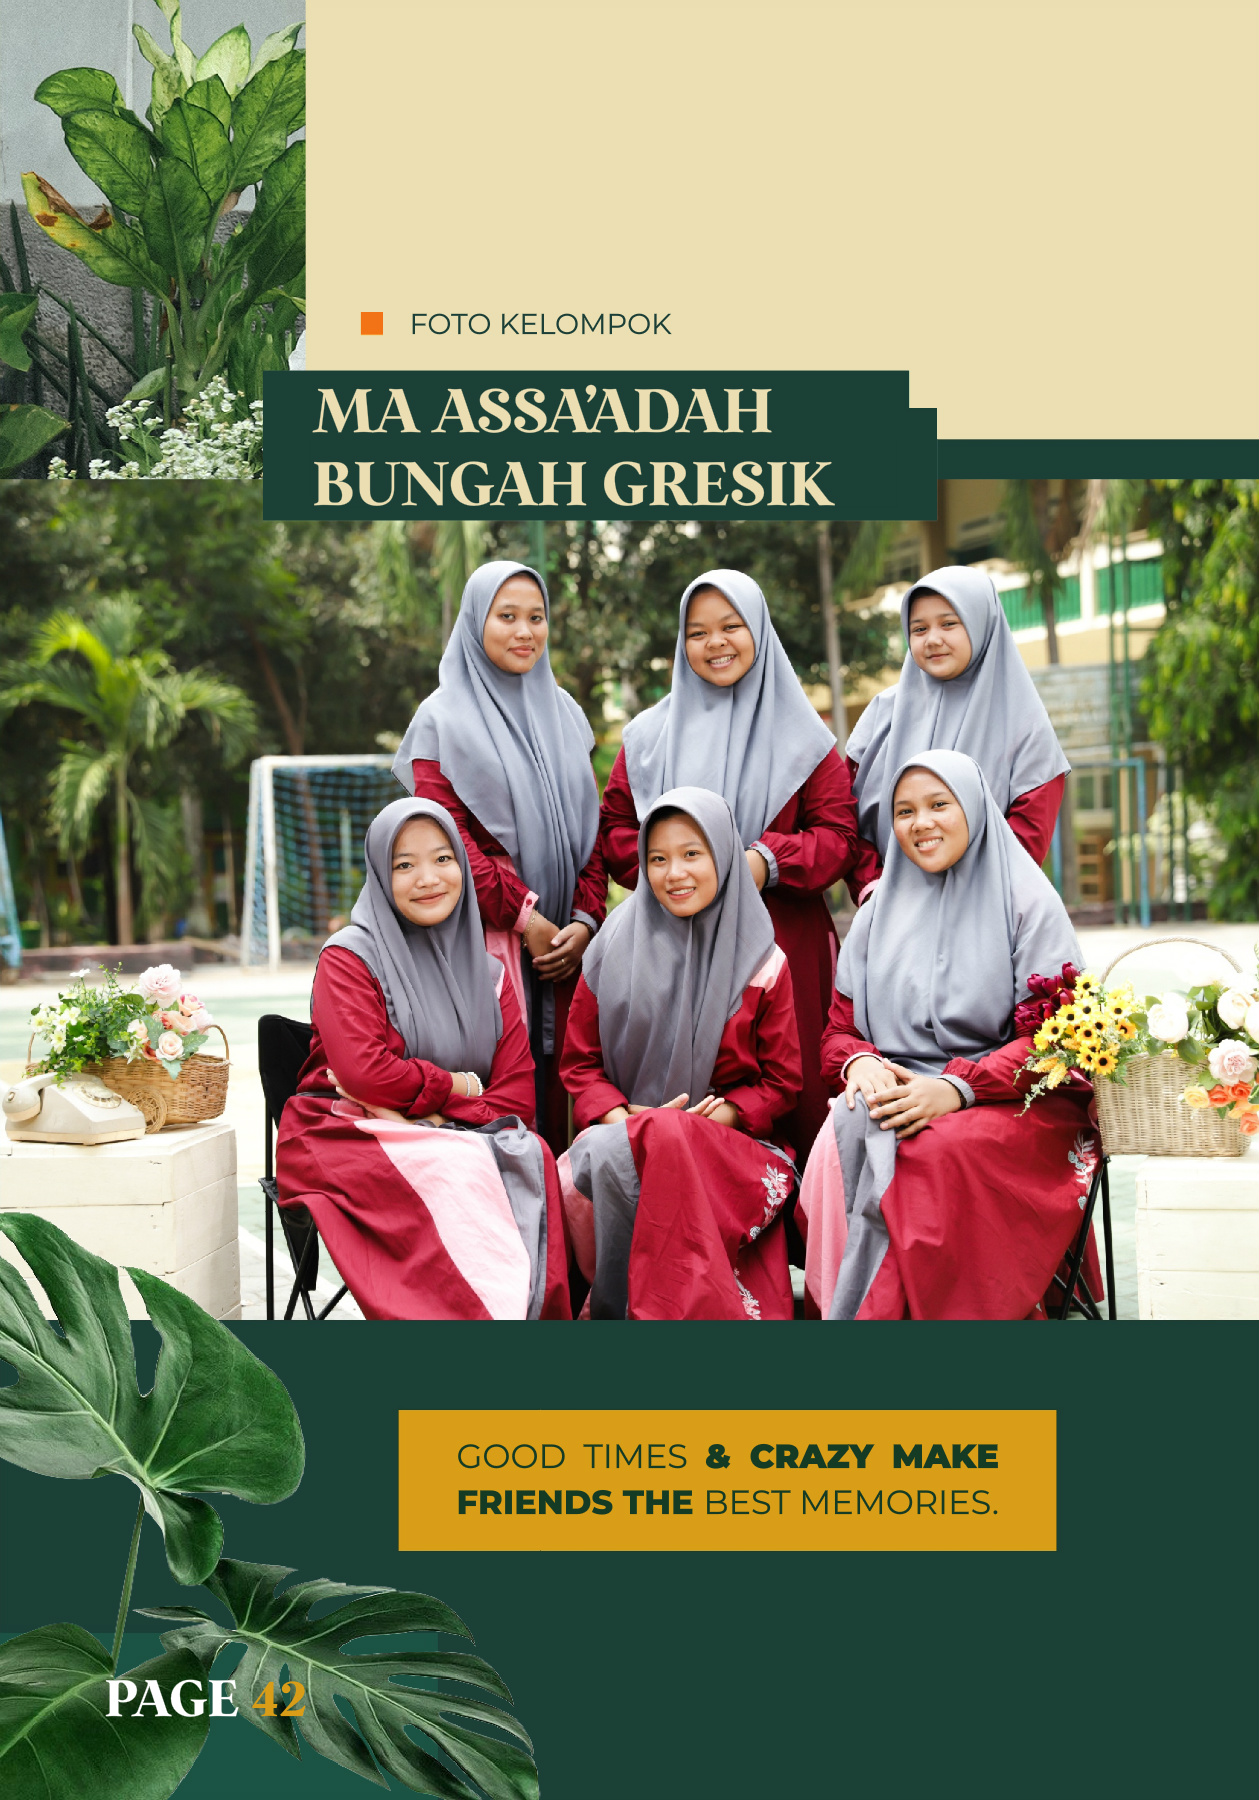 FOTO KELOMPOK
MA ASSA’ADAH
BUNGAH GRESIK
GOOD TIMES & CRAZY MAKE
FRIENDS THE BEST MEMORIES.
PAGE 42